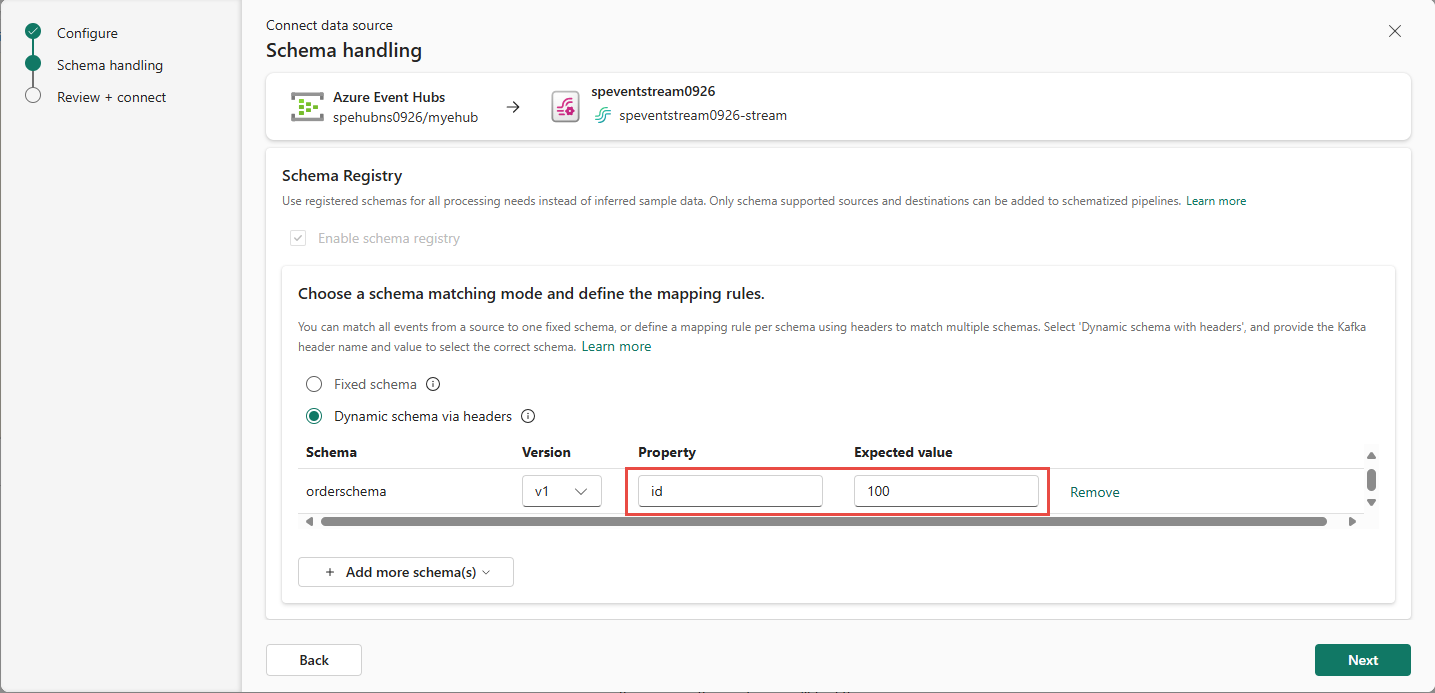 Configure
Schema handling
Review + connect
Connect data source
Schema handling
Azure Event Hubs
spehubns0926/myehub
speventstream0926
speventstream0926-stream
Schema Registry
Use registered schemas for all processing needs instead of inferred sample data. Only schema supported sources and destinations can be added to schematized pipelines. Learn more
Enable schema registry
Choose a schema matching mode and define the mapping rules.
You can match all events from a source to one fixed schema, or define a mapping rule per schema using headers to match multiple schemas. Select 'Dynamic schema with headers', and provide the Kafka
header name and value to select the correct schema. Learn more
Fixed schema
Dynamic schema via headers
Schema Version Property Expected value
orderschema v1 id 100 Remove
+ Add more schema(s)
Back Next